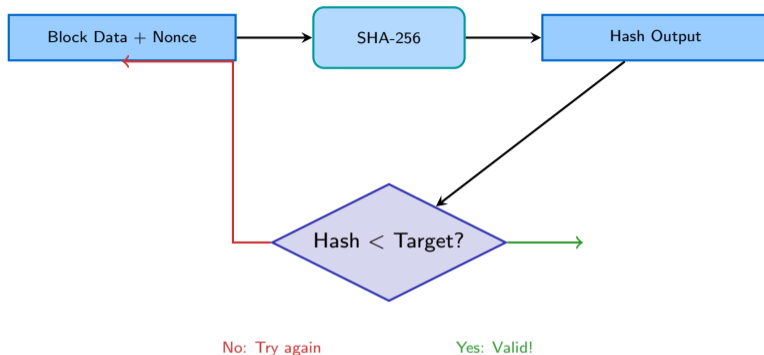 Block Data + Nonce
SHA-256
Hash Output
Hash < Target?
No: Try again
Yes: Valid!